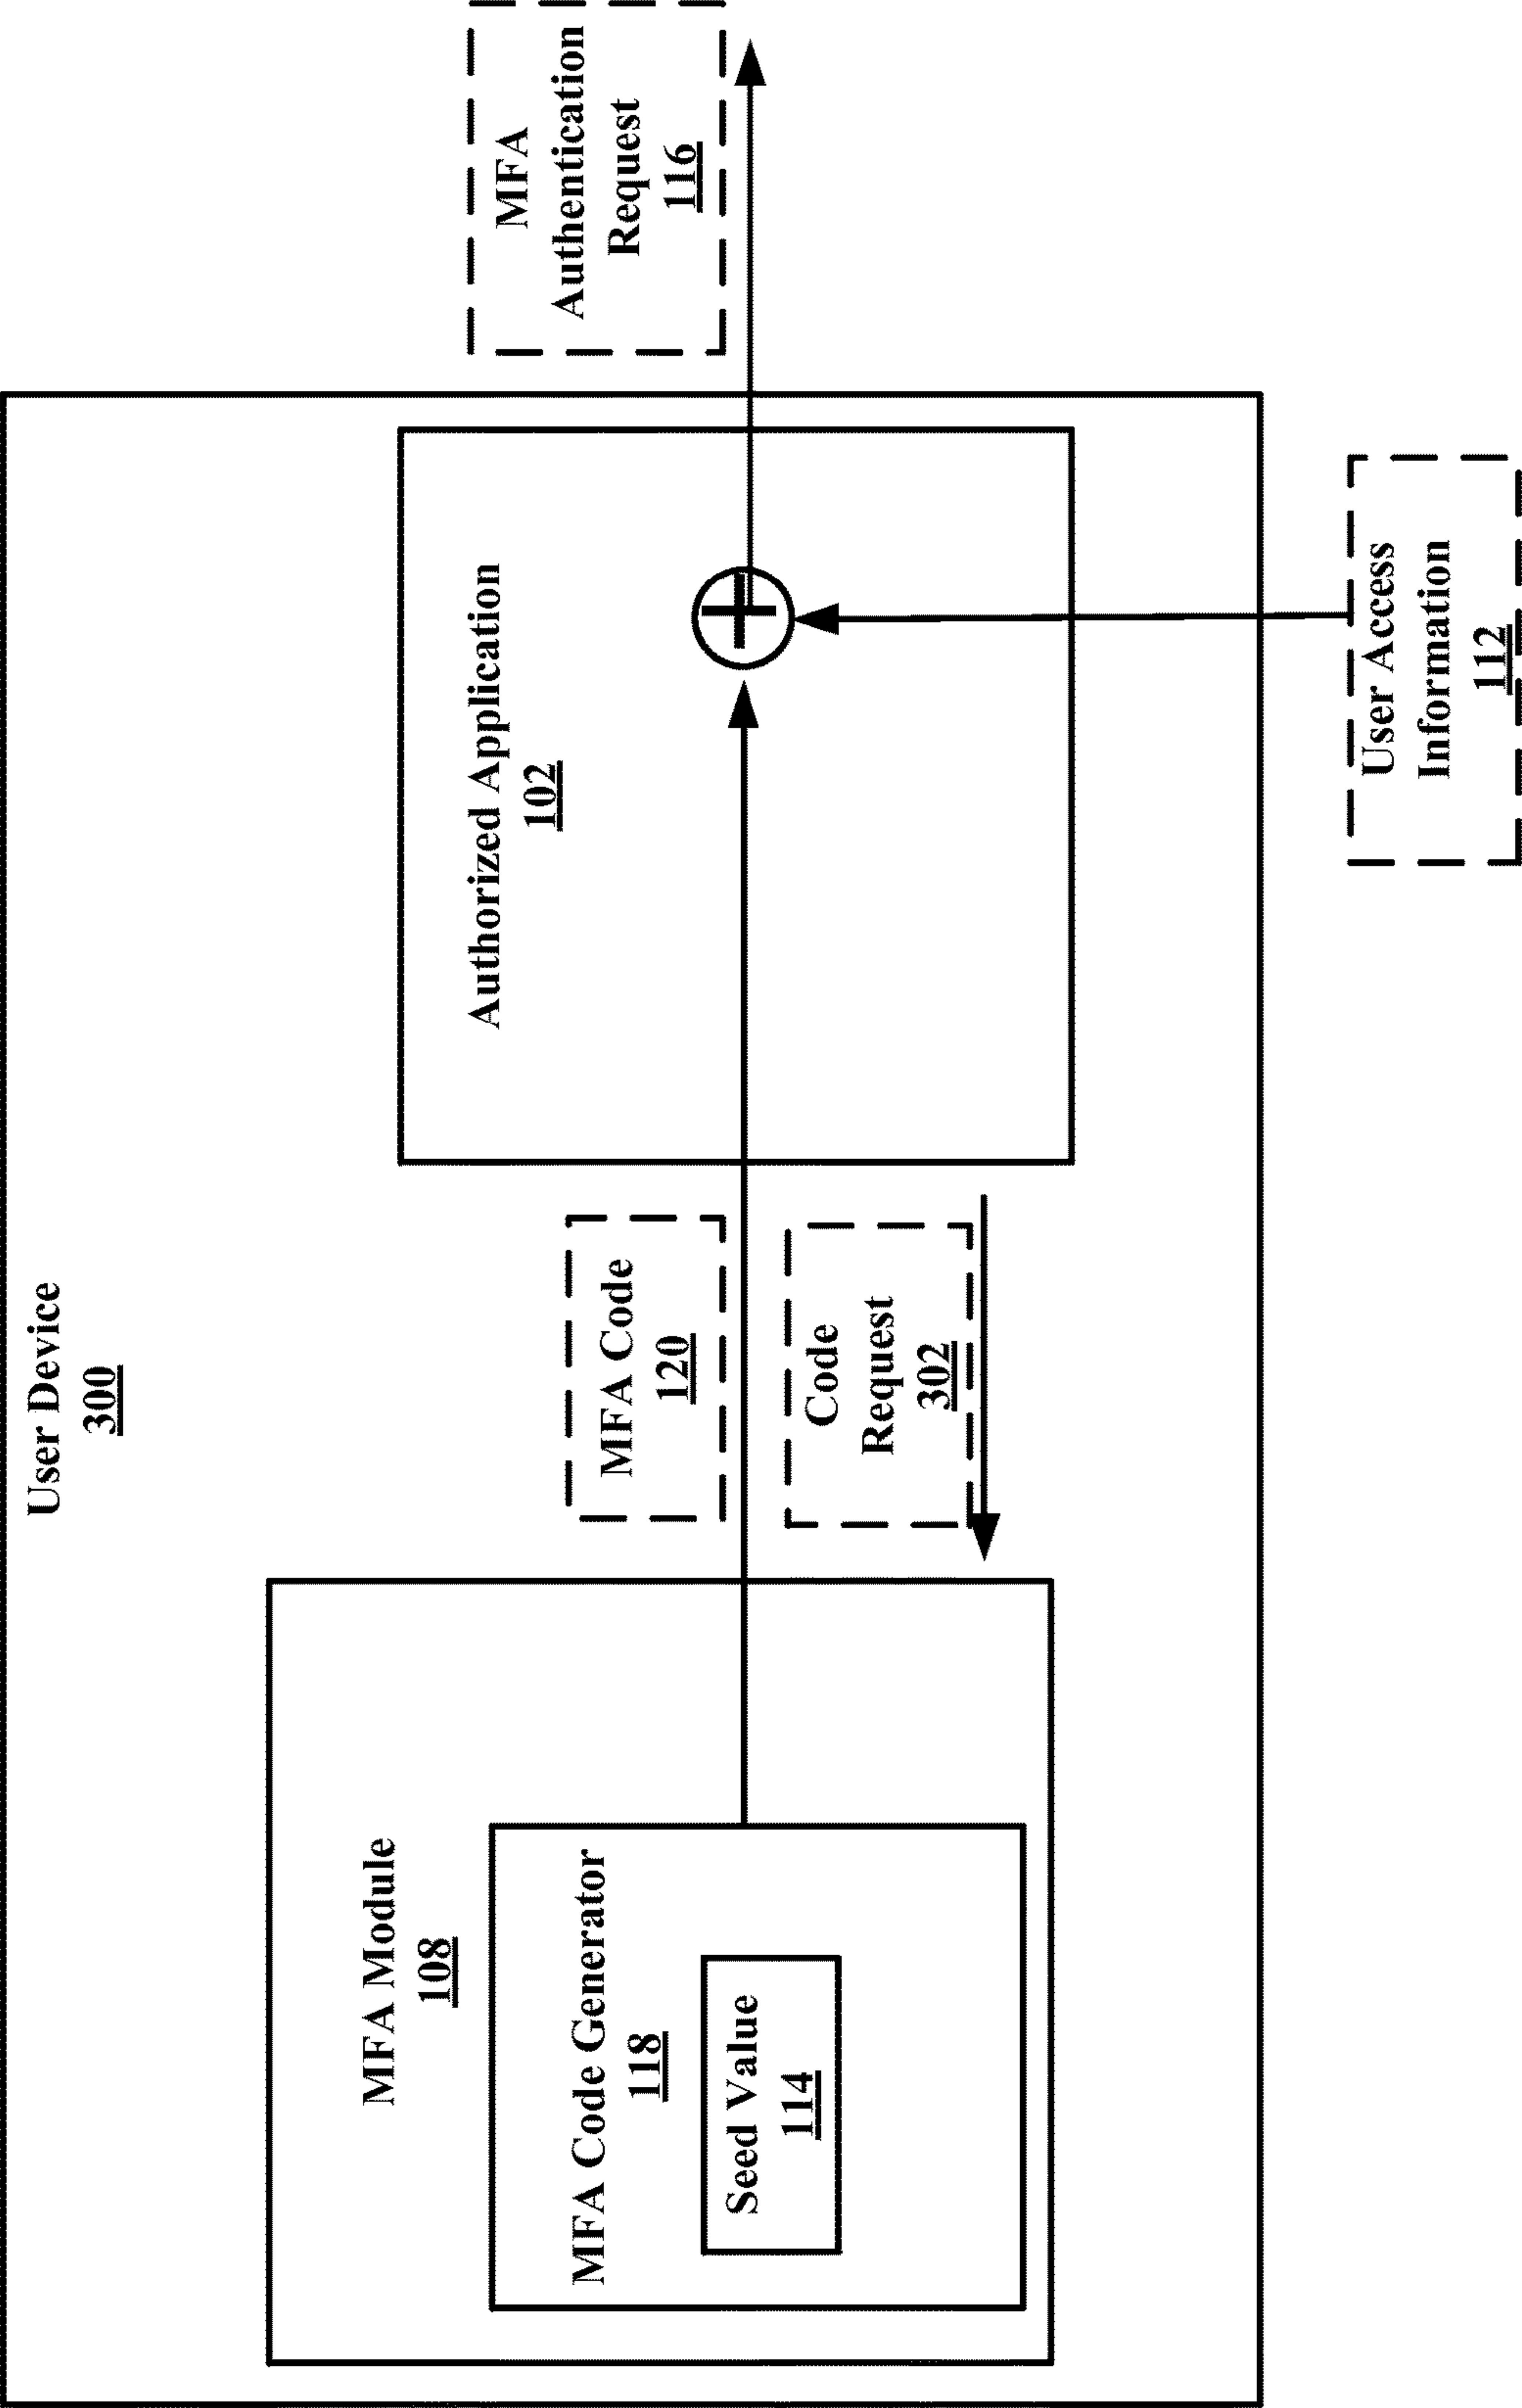 User Device
300
MFA Module
108
MFA Code Generator
118
Seed Value
114
MFA Code
120
Code
Request
302
Authorized Application
102
MFA
Authentication
Request
116
User Access
Information
112